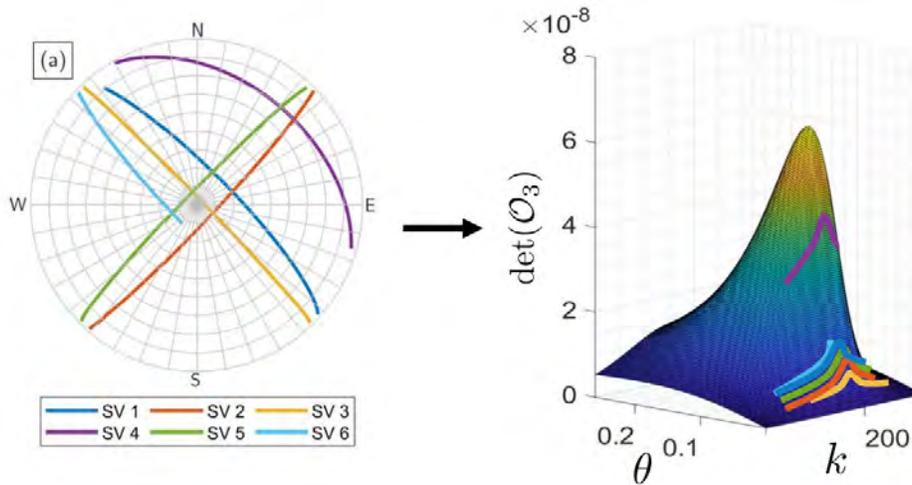 (a)
N
W
E
S
SV 1 SV 2 SV 3
SV 4 SV 5 SV 6
×10⁻⁸
8
6
4
2
0
det(𝒪₃)
0.2
0.1
θ
200
k